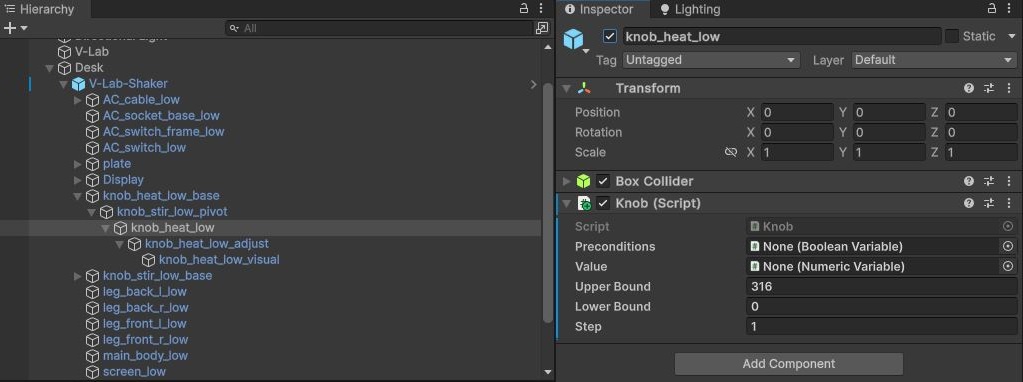 Hierarchy
All
Directional Light
V-Lab
Desk
V-Lab-Shaker
AC_cable_low
AC_socket_base_low
AC_switch_frame_low
AC_switch_low
plate
Display
knob_heat_low_base
knob_stir_low_pivot
knob_heat_low
knob_heat_low_adjust
knob_heat_low_visual
knob_stir_low_base
leg_back_l_low
leg_back_r_low
leg_front_l_low
leg_front_r_low
main_body_low
screen_low
Inspector Lighting
knob_heat_low Static
Tag Untagged Layer Default
Transform
Position X 0 Y 0 Z 0
Rotation X 0 Y 0 Z 0
Scale X 1 Y 1 Z 1
Box Collider
Knob (Script)
Script Knob
Preconditions None (Boolean Variable)
Value None (Numeric Variable)
Upper Bound 316
Lower Bound 0
Step 1
Add Component